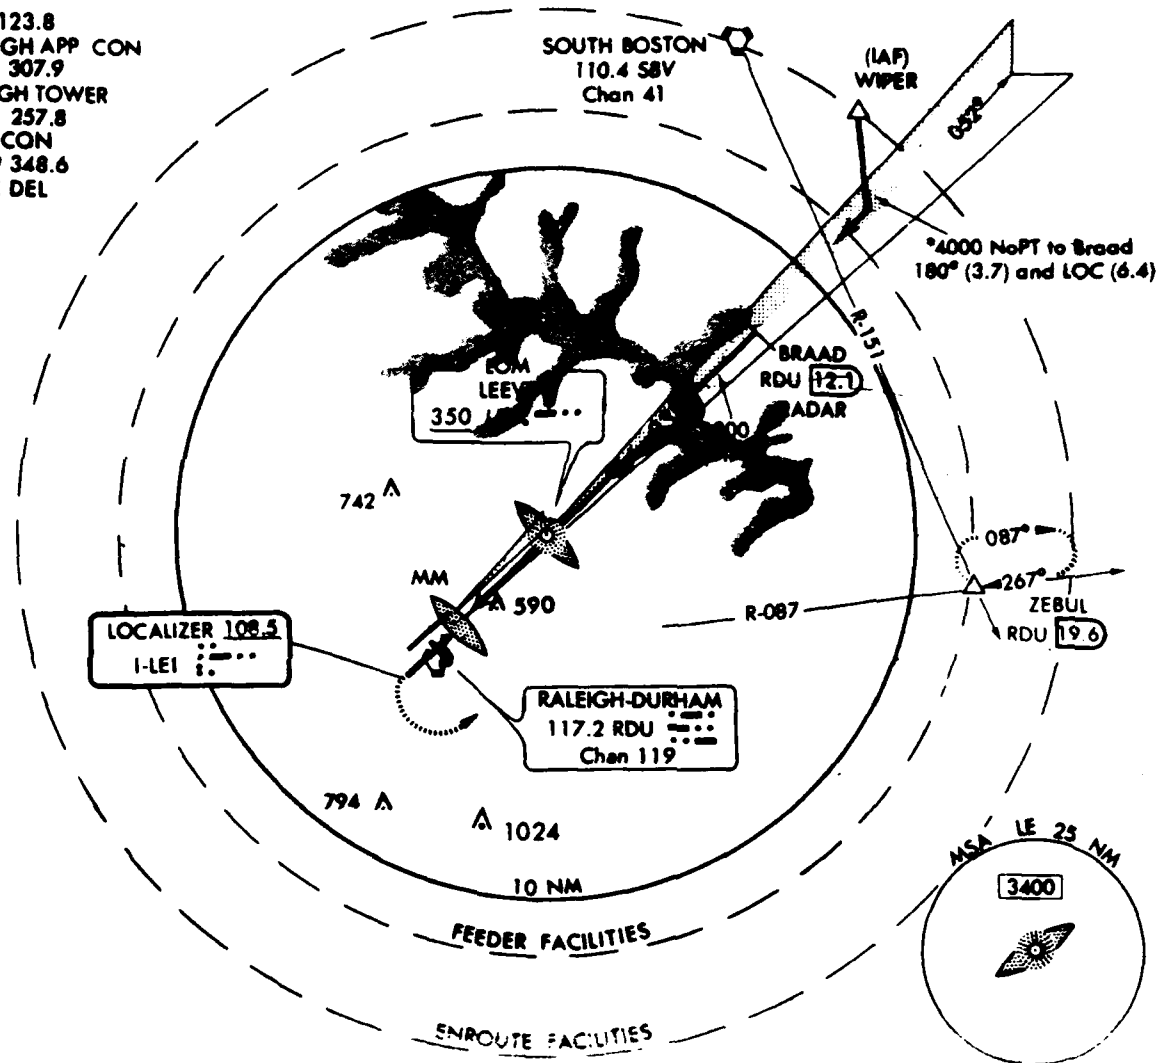 123.8
GH APP CON
307.9
GH TOWER
257.8
CON
348.6
DEL
SOUTH BOSTON
110.4 SBV
Chan 41
(IAF)
WIPER
052°
*4000 NoPT to Braad
180° (3.7) and LOC (6.4)
R-151
BRAAD
RDU 12.1
RADAR
LOM
350
742
MM
590
087°
267°
ZEBUL
RDU 19.6
R-087
LOCALIZER 108.5
I-LEI
RALEIGH-DURHAM
117.2 RDU
Chan 119
794
1024
10 NM
FEEDER FACILITIES
ENROUTE FACILITIES
MSA LE 25 NM
3400